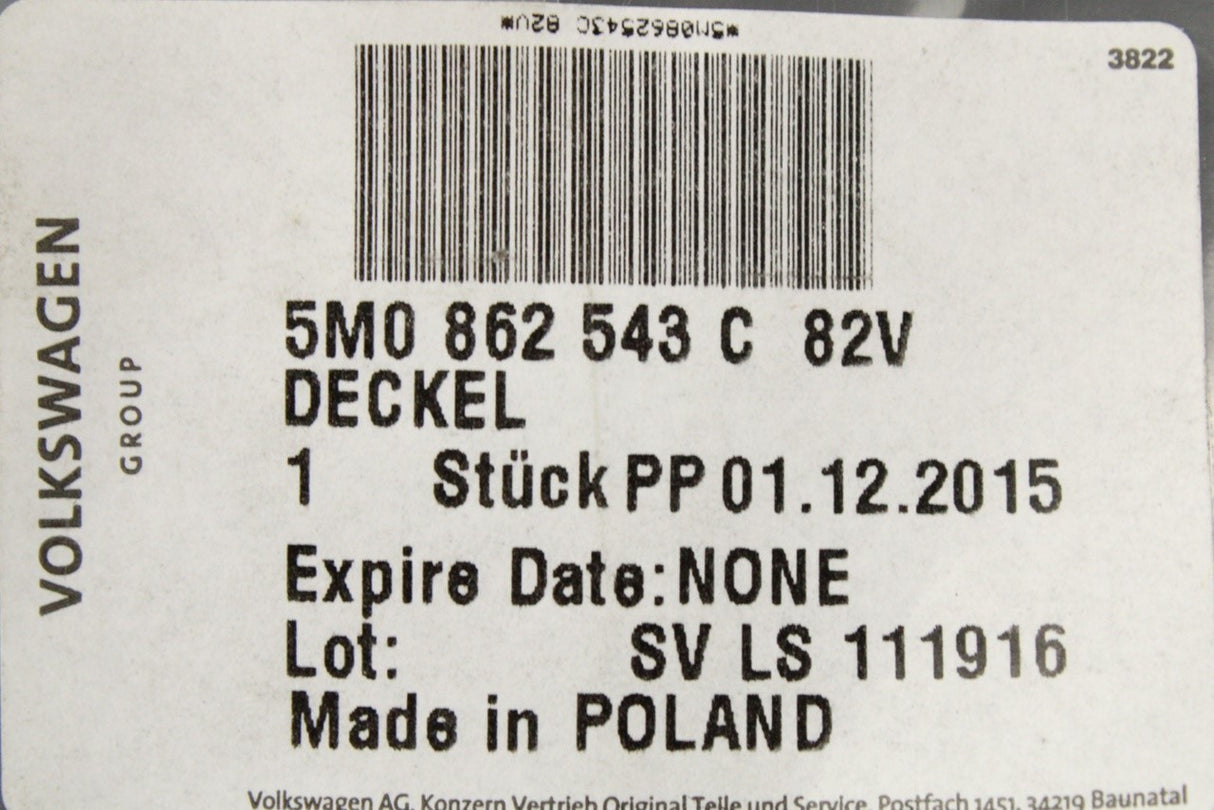 *5M0862543C 82V*
3822
VOLKSWAGEN
GROUP
5M0 862 543 C 82V
DECKEL
1 Stück PP 01.12.2015
Expire Date: NONE
Lot: SV LS 111916
Made in POLAND
Volkswagen AG, Konzern Vertrieb Original Teile und Service, Postfach 1451, 34219 Baunatal